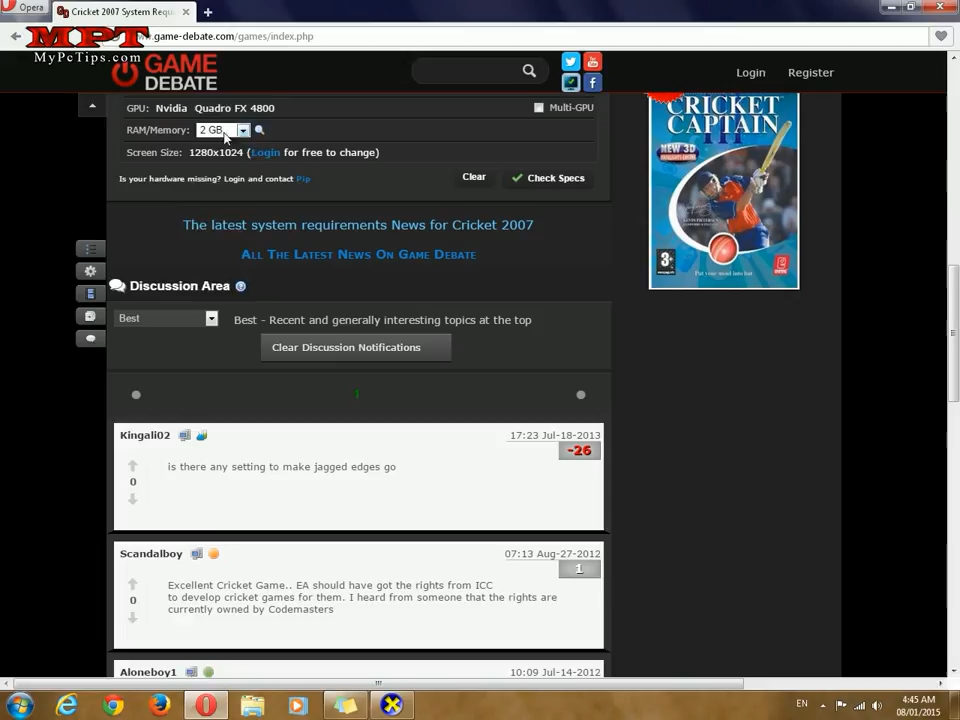 Opera
Cricket 2007 System Requ
MPT
MyPcTips.com
w.game-debate.com/games/index.php
GAME
DEBATE
Login
Register
GPU: Nvidia Quadro FX 4800
Multi-GPU
RAM/Memory: 2 GB
Screen Size: 1280x1024 (Login for free to change)
Is your hardware missing? Login and contact Pip
Clear
Check Specs
CRICKET
CAPTAIN
III
NEW 3D
3+
Put your mind into bat
The latest system requirements News for Cricket 2007
All The Latest News On Game Debate
Discussion Area
Best
Best - Recent and generally interesting topics at the top
Clear Discussion Notifications
1
Kingali02
17:23 Jul-18-2013
-26
is there any setting to make jagged edges go
0
Scandalboy
07:13 Aug-27-2012
1
Excellent Cricket Game.. EA should have got the rights from ICC
to develop cricket games for them. I heard from someone that the rights are
currently owned by Codemasters
0
Aloneboy1
10:09 Jul-14-2012
EN
4:45 AM
08/01/2015